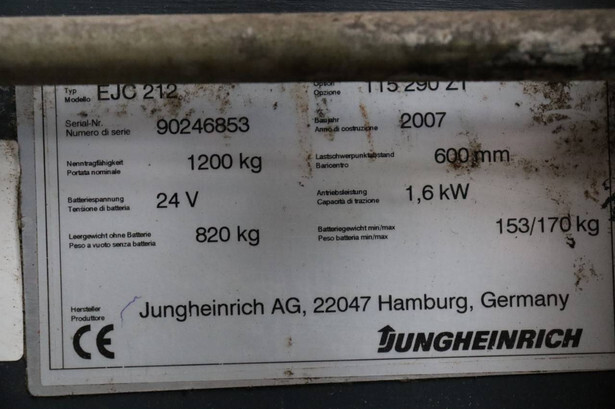 Typ EJC 212 Option 115 290 ZT
Modello Opzione
Serial-Nr. 90246853 Baujahr 2007
Numero di serie Anno di costruzione
Nenntragfähigkeit 1200 kg Lastschwerpunktabstand 600 mm
Portata nominale Baricentro
Batteriespannung 24 V Antriebsleistung 1,6 kW
Tensione di batteria Capacità di trazione
Leergewicht ohne Batterie 820 kg Batteriegewicht min/max 153/170 kg
Peso a vuoto senza batteria Peso batteria min/max
Hersteller Jungheinrich AG, 22047 Hamburg, Germany
Produttore
CE JUNGHEINRICH